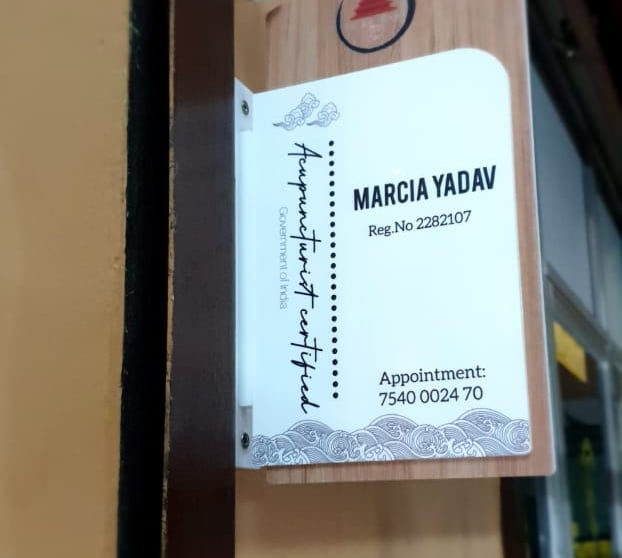 Acupuncturist certified
Government of India
MARCIA YADAV
Reg.No 2282107
Appointment:
7540 0024 70